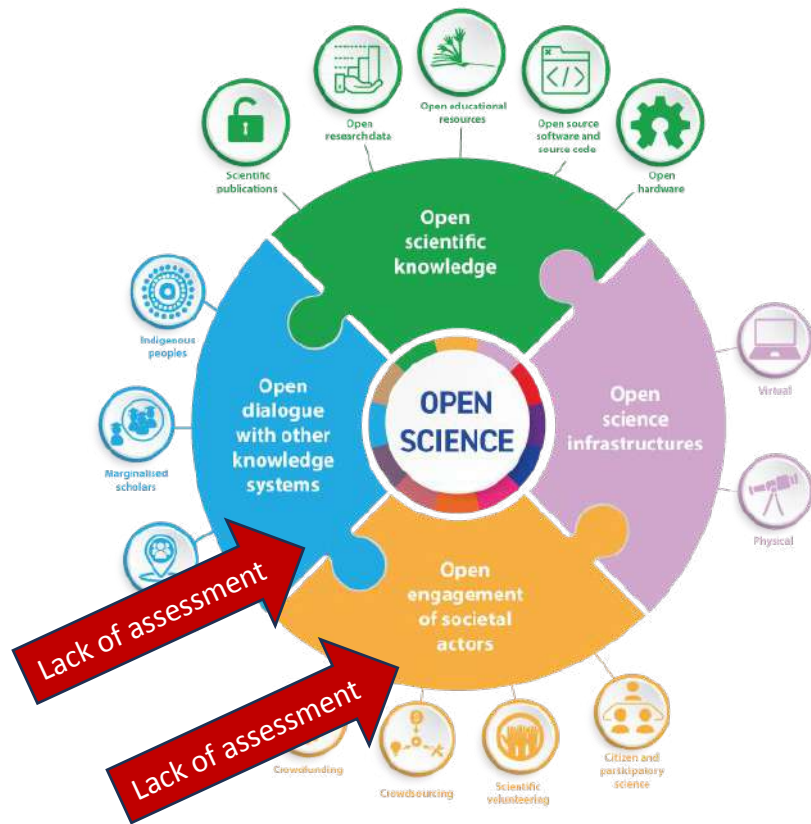 Open educational
resources
Open
research data
Open source
software and
source code
Scientific
publications
Open
hardware
Open
scientific
knowledge
Indigenous
peoples
Virtual
Open
dialogue
with other
knowledge
systems
OPEN
SCIENCE
Open
science
infrastructures
Marginalised
scholars
Physical
Lack of assessment
Open
engagement
of societal
actors
Lack of assessment
Crowdfunding
Crowdsourcing
Scientific
volunteering
Citizen and
participatory
science